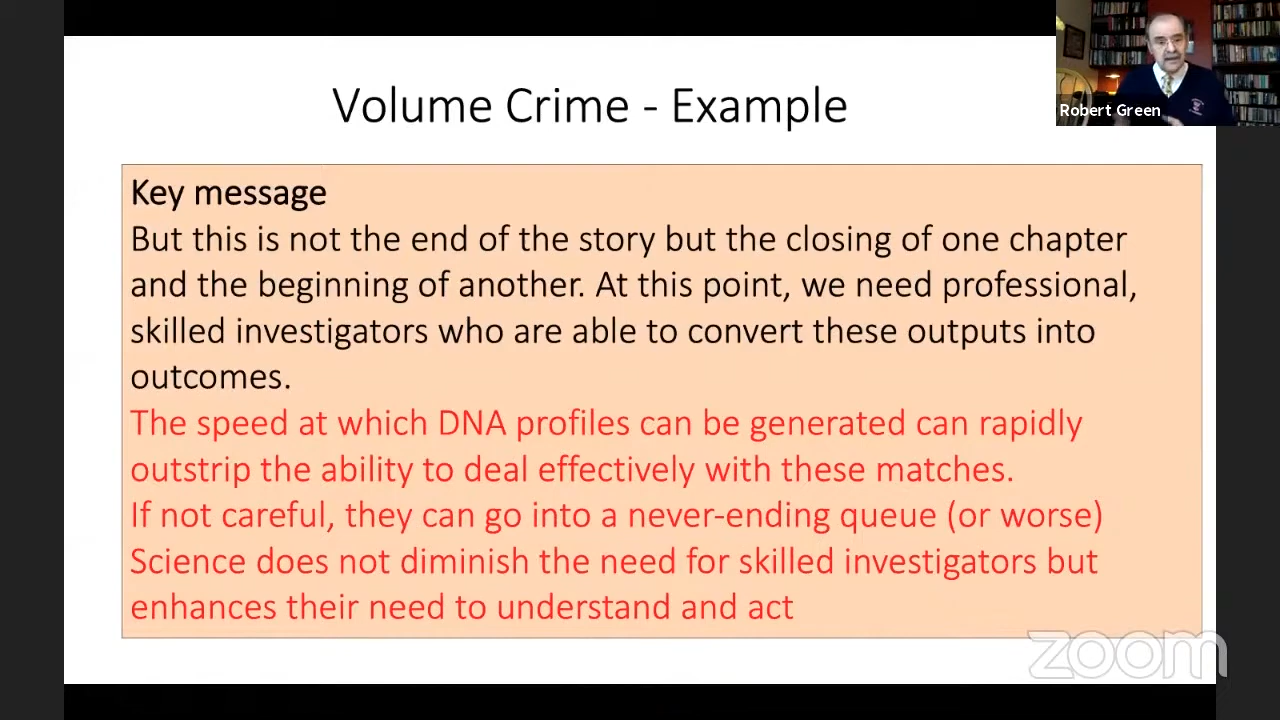 Volume Crime - Example
Robert Green
Key message
But this is not the end of the story but the closing of one chapter
and the beginning of another. At this point, we need professional,
skilled investigators who are able to convert these outputs into
outcomes.
The speed at which DNA profiles can be generated can rapidly
outstrip the ability to deal effectively with these matches.
If not careful, they can go into a never-ending queue (or worse)
Science does not diminish the need for skilled investigators but
enhances their need to understand and act
zoom